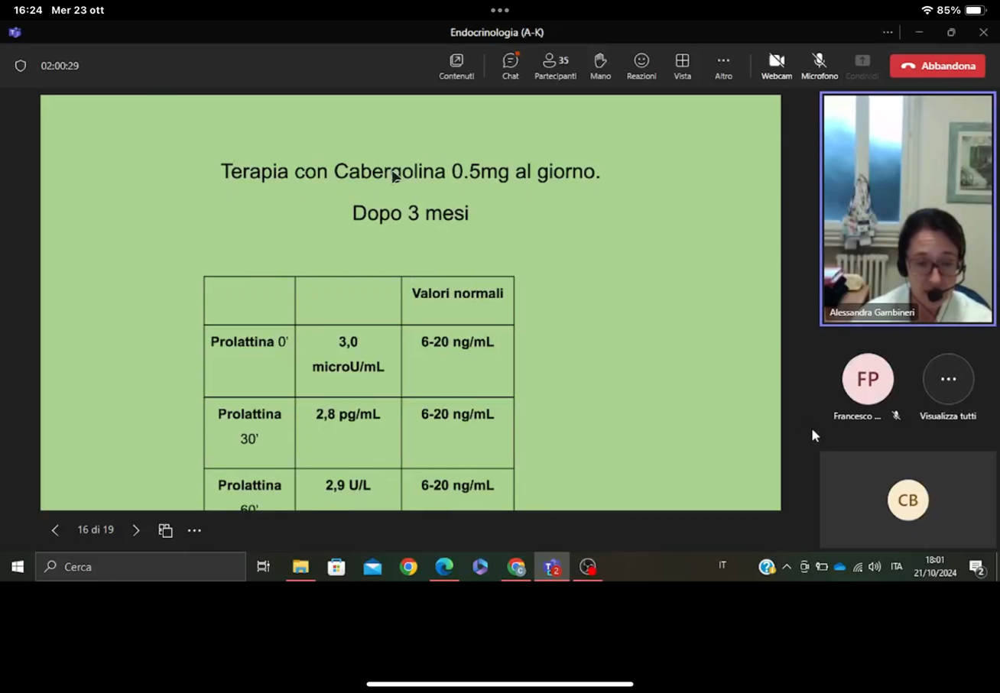 16:24 Mer 23 ott
85%
Endocrinologia (A-K)
02:00:29
Contenuti
Chat
35
Partecipanti
Mano
Reazioni
Vista
Altro
Webcam
Microfono
Condividi
Abbandona
Terapia con Cabergolina 0.5mg al giorno.
Dopo 3 mesi
Valori normali
Prolattina 0'
3,0
microU/mL
6-20 ng/mL
Prolattina
30'
2,8 pg/mL
6-20 ng/mL
Prolattina
60'
2,9 U/L
6-20 ng/mL
Alessandra Gambineri
FP
Francesco ...
Visualizza tutti
CB
16 di 19
Cerca
2
IT
ITA
18:01
21/10/2024
2